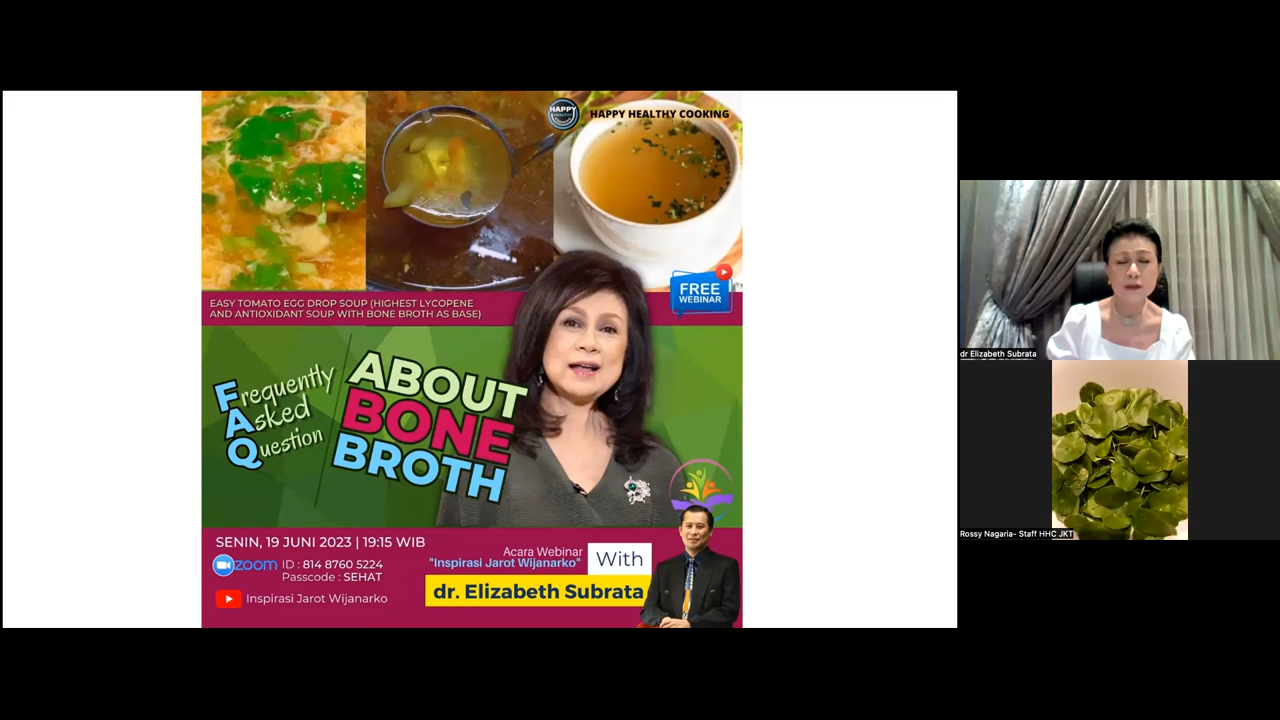 HAPPY
HEALTHY
HAPPY HEALTHY COOKING
FREE
WEBINAR
EASY TOMATO EGG DROP SOUP (HIGHEST LYCOPENE
AND ANTIOXIDANT SOUP WITH BONE BROTH AS BASE)
Frequently
Asked
Question
ABOUT
BONE
BROTH
SENIN, 19 JUNI 2023 | 19:15 WIB
zoom
ID : 814 8760 5224
Passcode : SEHAT
Inspirasi Jarot Wijanarko
Acara Webinar
"Inspirasi Jarot Wijanarko"
With
dr. Elizabeth Subrata
dr Elizabeth Subrata
Rossy Nagaria- Staff HHC JKT